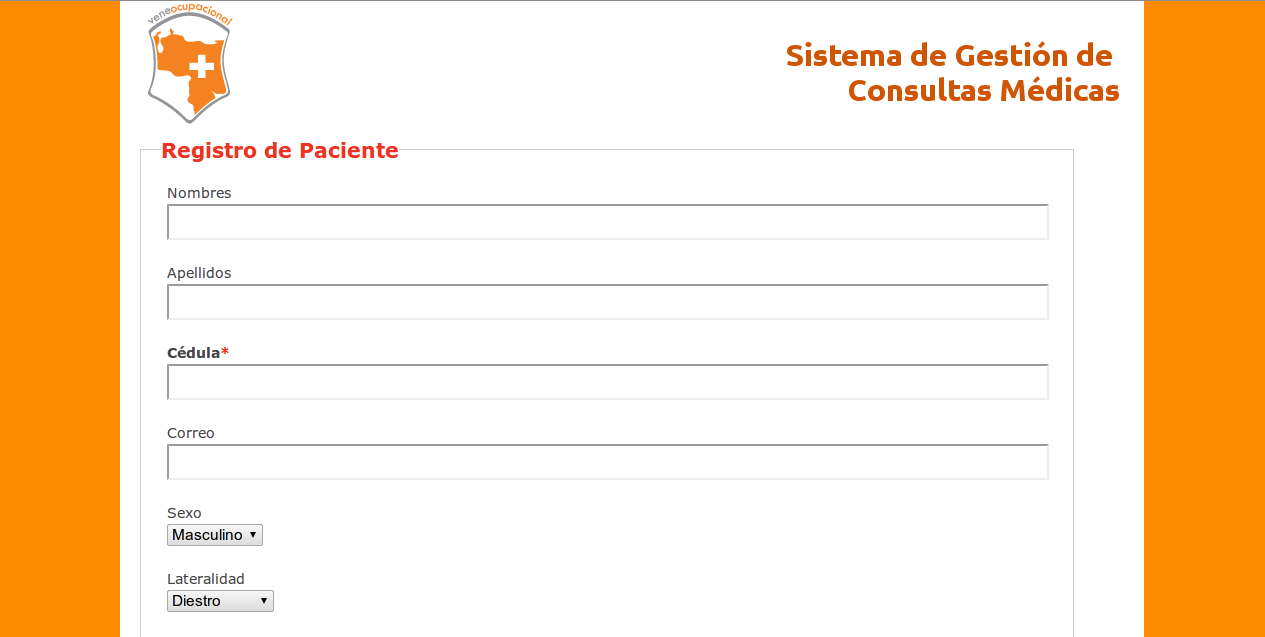 veneocupacional
Sistema de Gestión de
Consultas Médicas
Registro de Paciente
Nombres
Apellidos
Cédula*
Correo
Sexo
Masculino
Lateralidad
Diestro